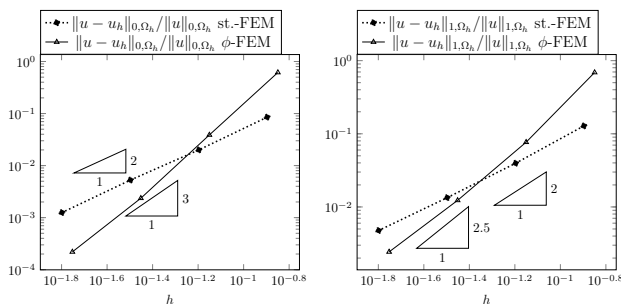 ‖u − u_h‖_{0,Ω_h}/‖u‖_{0,Ω_h} st.-FEM
‖u − u_h‖_{0,Ω_h}/‖u‖_{0,Ω_h} ϕ-FEM
10^0
10^{−1}
10^{−2}
10^{−3}
10^{−4}
2
1
3
1
10^{−1.8} 10^{−1.6} 10^{−1.4} 10^{−1.2} 10^{−1} 10^{−0.8}
h
‖u − u_h‖_{1,Ω_h}/‖u‖_{1,Ω_h} st.-FEM
‖u − u_h‖_{1,Ω_h}/‖u‖_{1,Ω_h} ϕ-FEM
10^0
10^{−1}
10^{−2}
2
1
2.5
1
10^{−1.8} 10^{−1.6} 10^{−1.4} 10^{−1.2} 10^{−1} 10^{−0.8}
h